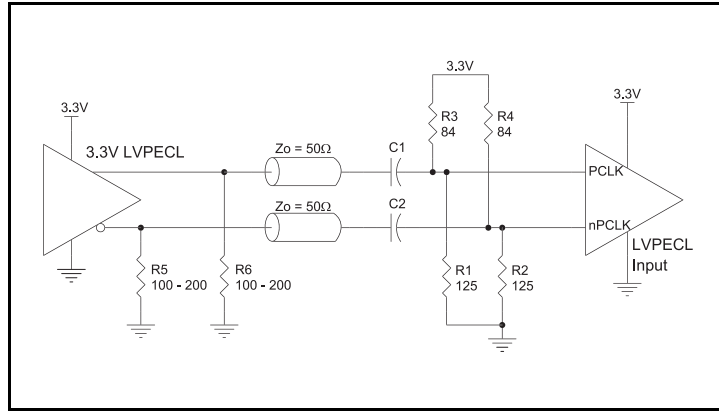 3.3V
3.3V LVPECL
R5
100 - 200
R6
100 - 200
Zo = 50Ω
Zo = 50Ω
C1
C2
3.3V
R3
84
R4
84
R1
125
R2
125
3.3V
PCLK
nPCLK
LVPECL
Input